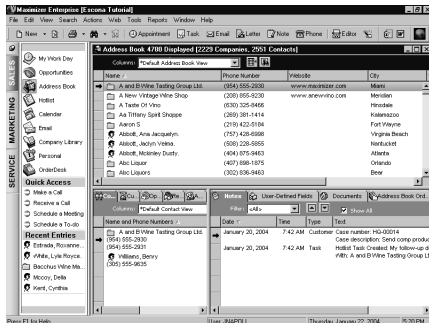 Maximizer Enterprise [Escona Tutorial]
File Edit View Search Actions Web Tools Reports Window Help
New Appointment Task Email Letter Note Phone Editor
Address Book 4780 Displayed [2229 Companies, 2551 Contacts]
Columns: *Default Address Book View
Name Phone Number Website City
A and B Wine Tasting Group Ltd. (954) 555-2930 www.maximizer.com Miami
A New Vintage Wine Shop (208) 855-9230 www.anewvino.com Meridian
A Taste Of Vino (630) 325-8466 Hinsdale
Aa Tiffany Spirit Shoppe (269) 381-1414 Kalamazoo
Aaron S (219) 422-5184 Fort Wayne
Abbott, Ana Jacquelyn. (757) 428-6998 Virginia Beach
Abbott, Jaclyn Velma. (508) 228-5855 Nantucket
Abbott, Mckinley Dusty. (404) 875-9463 Atlanta
Abc Liquor (407) 898-1875 Orlando
Abc Liquors (302) 836-9463 Bear
SALES
MARKETING
SERVICE
My Work Day
Opportunities
Address Book
Hotlist
Calendar
Email
Company Library
Personal
OrderDesk
Quick Access
Make a Call
Receive a Call
Schedule a Meeting
Schedule a To-do
Recent Entries
Estrada, Roxanne...
White, Lyle Royce.
Bacchus Wine Ma...
Mccoy, Della
Kent, Cynthia
Columns: *Default Contact View
Name and Phone Numbers
A and B Wine Tasting Group Ltd.
(954) 555-2930
(954) 555-2931
Williams, Henry
(305) 555-9635
Notes User-Defined Fields Documents Address Book Ord...
Filter: <All> Show All
Date Time Type Text
January 20, 2004 7:42 AM Customer Case number: HQ-00014
Case description: Send comp produc
January 20, 2004 7:42 AM Task Hotlist Task Created: My follow-up d
With: A and B Wine Tasting Group Lt
Press F1 for Help User: JNAPOLI Thursday, January 22, 2004 5:20 PM